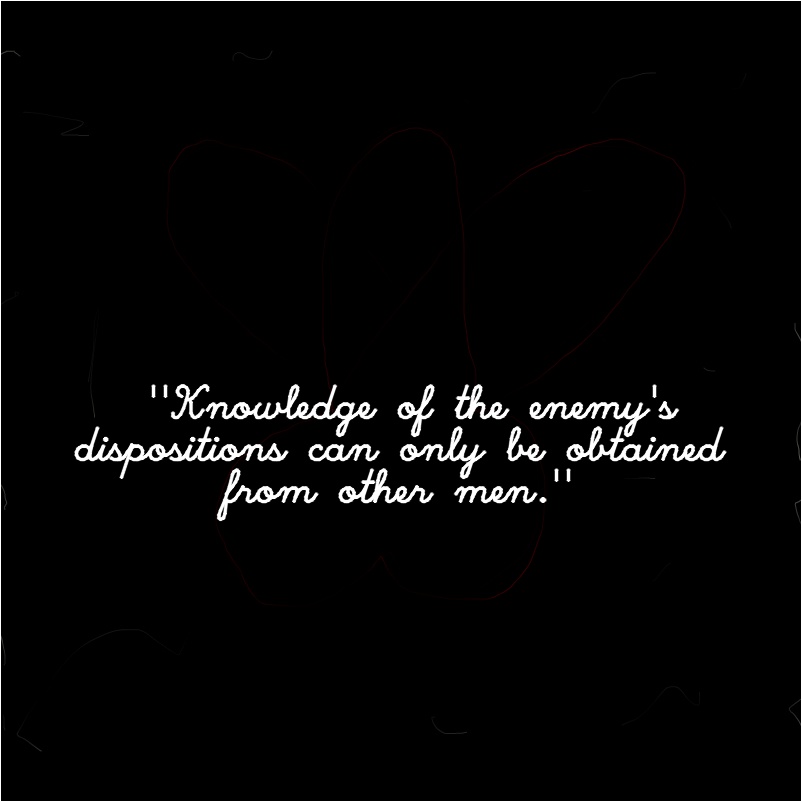 "Knowledge of the enemy's
dispositions can only be obtained
from other men."